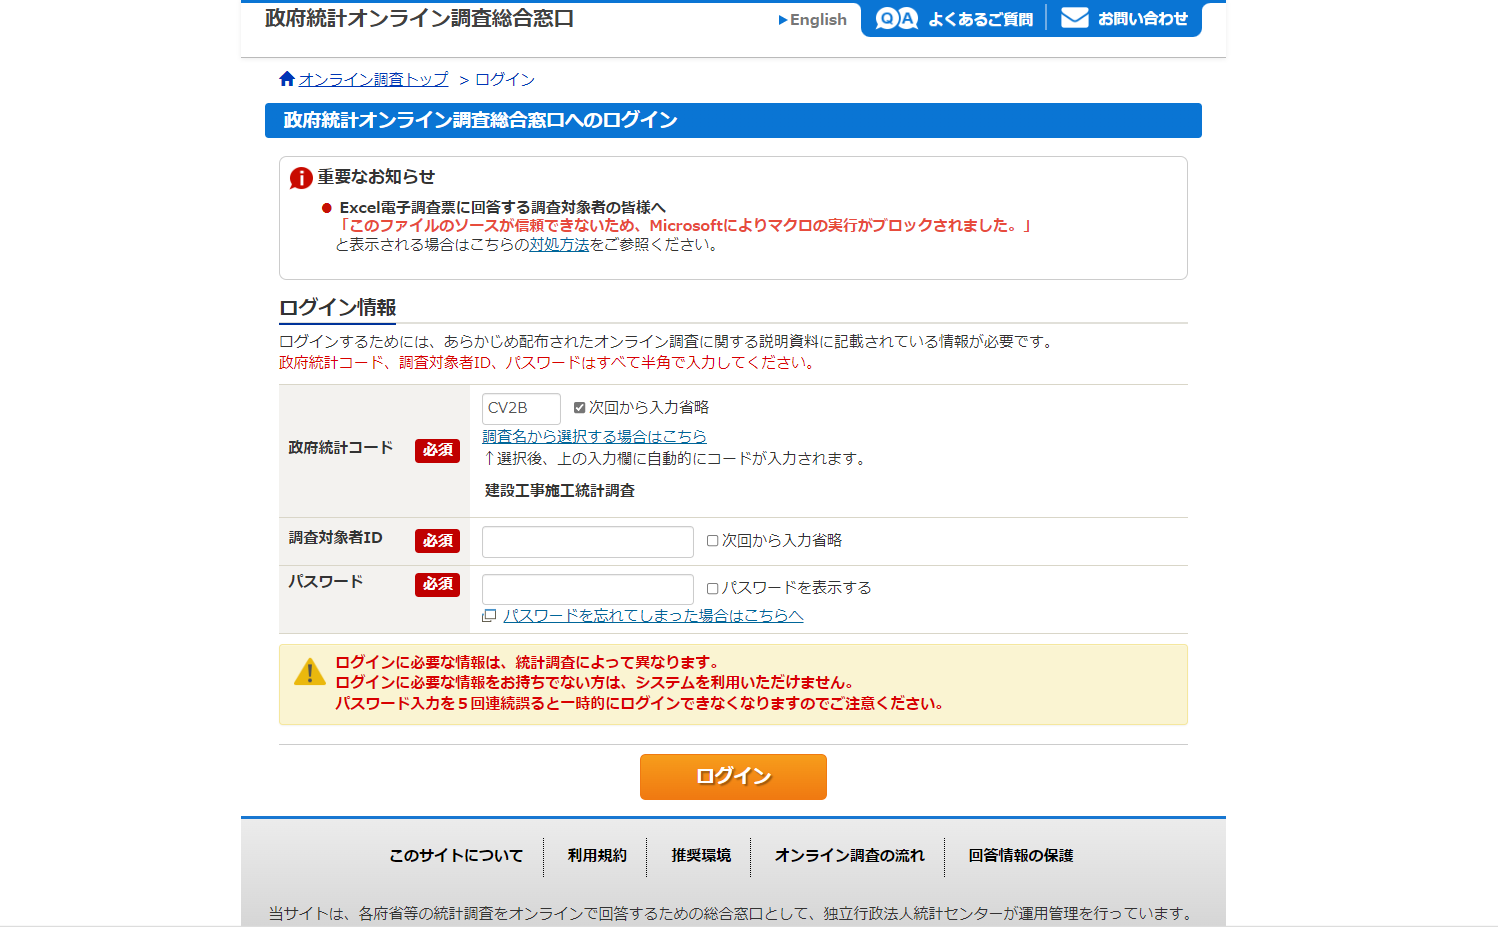 政府統計オンライン調査総合窓口
English
よくあるご質問
お問い合わせ
オンライン調査トップ > ログイン
政府統計オンライン調査総合窓口へのログイン
重要なお知らせ
Excel電子調査票に回答する調査対象者の皆様へ
「このファイルのソースが信頼できないため、Microsoftによりマクロの実行がブロックされました。」
と表示される場合はこちらの対処方法をご参照ください。
ログイン情報
ログインするためには、あらかじめ配布されたオンライン調査に関する説明資料に記載されている情報が必要です。
政府統計コード、調査対象者ID、パスワードはすべて半角で入力してください。
政府統計コード 必須
CV2B 次回から入力省略
調査名から選択する場合はこちら
↑選択後、上の入力欄に自動的にコードが入力されます。
建設工事施工統計調査
調査対象者ID 必須 次回から入力省略
パスワード 必須 パスワードを表示する
パスワードを忘れてしまった場合はこちらへ
ログインに必要な情報は、統計調査によって異なります。
ログインに必要な情報をお持ちでない方は、システムを利用いただけません。
パスワード入力を５回連続誤ると一時的にログインできなくなりますのでご注意ください。
ログイン
このサイトについて 利用規約 推奨環境 オンライン調査の流れ 回答情報の保護
当サイトは、各府省等の統計調査をオンラインで回答するための総合窓口として、独立行政法人統計センターが運用管理を行っています。